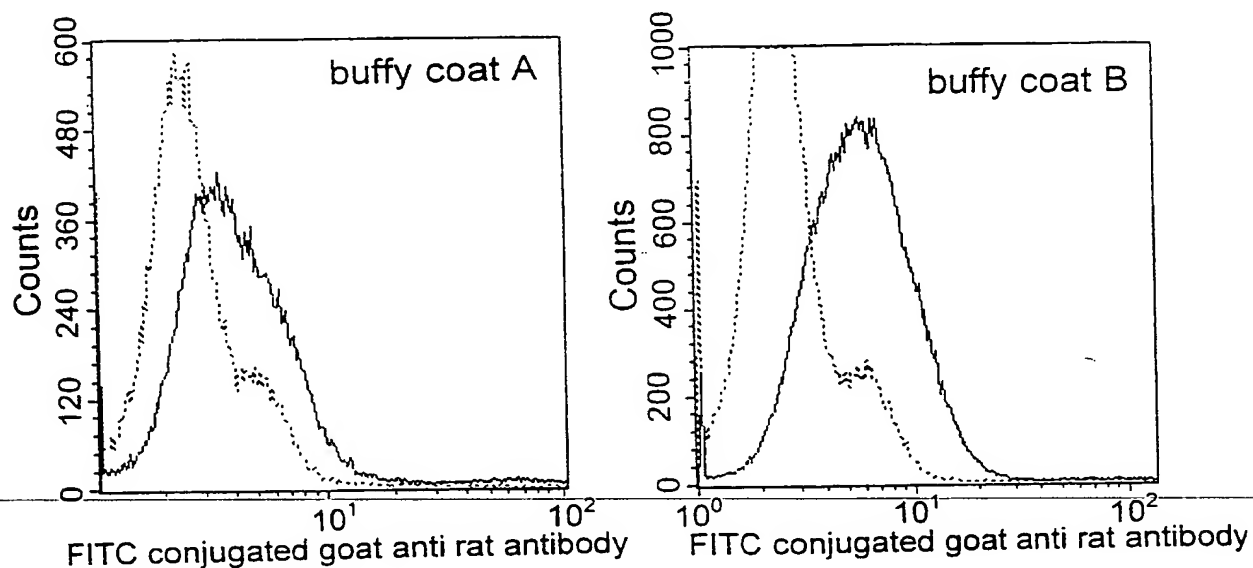 buffy coat A
600
480
360
240
120
0
Counts
10¹
10²
FITC conjugated goat anti rat antibody
buffy coat B
1000
800
600
400
200
0
Counts
10⁰
10¹
10²
FITC conjugated goat anti rat antibody